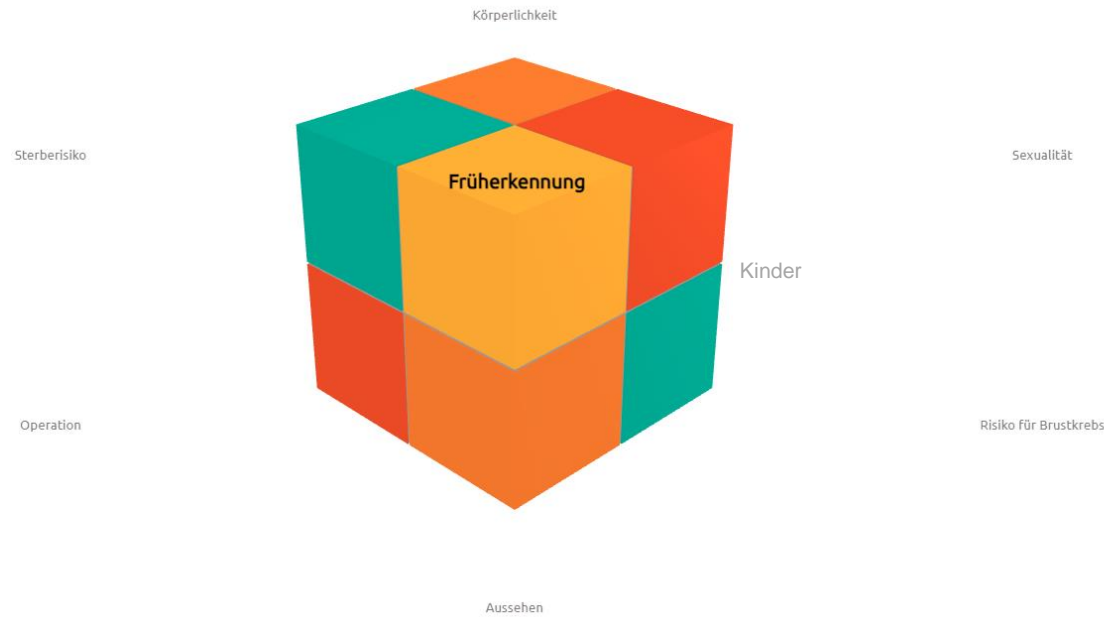 Körperlichkeit
Sterberisiko
Sexualität
Früherkennung
Kinder
Operation
Risiko für Brustkrebs
Aussehen